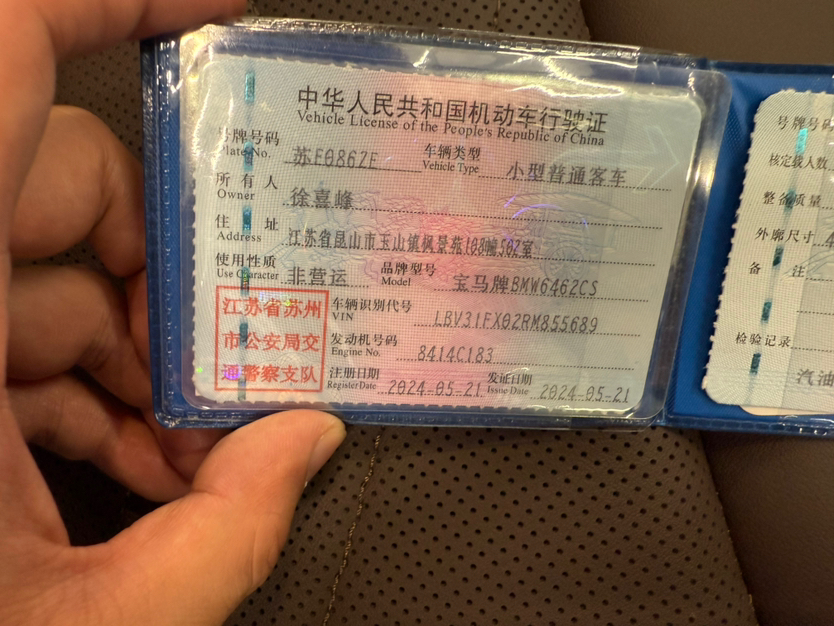 中华人民共和国机动车行驶证
Vehicle License of the People's Republic of China
号牌号码 苏E0867E 车辆类型 小型普通客车
Plate No. Vehicle Type
所有人 徐喜峰
Owner
住址 江苏省昆山市玉山镇枫景苑108幢502室
Address
使用性质 非营运 品牌型号 宝马牌BMW6462CS
Use Character Model
江苏省苏州
市公安局交
通警察支队
车辆识别代号 LBV31FX02RM855689
VIN
发动机号码 8414C183
Engine No.
注册日期 2024-05-21 发证日期 2024-05-21
Register Date Issue Date
号牌号码
核定载人数
整备质量
外廓尺寸
备注
检验记录
汽油